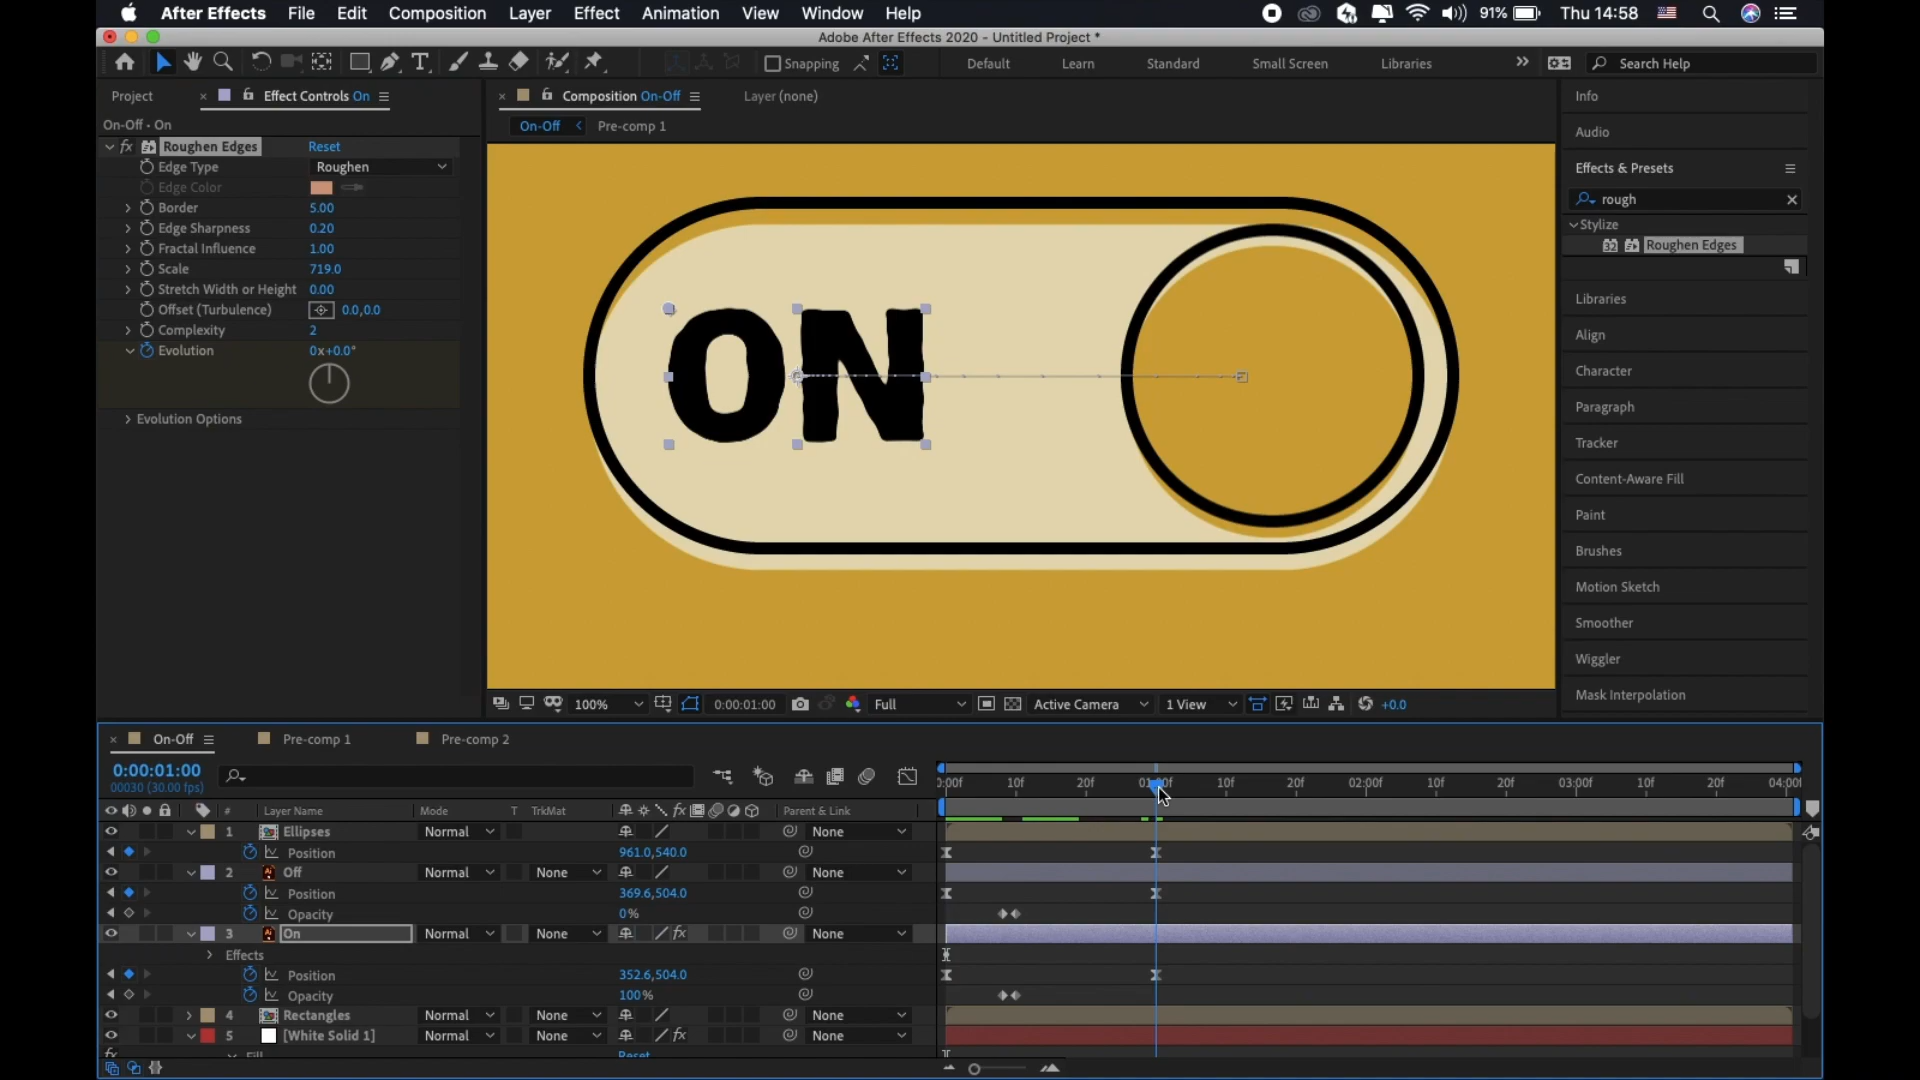 After Effects File Edit Composition Layer Effect Animation View Window Help 91% Thu 14:58
Adobe After Effects 2020 - Untitled Project *
Snapping Default Learn Standard Small Screen Libraries Search Help
Project Effect Controls On Composition On-Off Layer (none) Info
On-Off • On On-Off Pre-comp 1
Audio
fx Roughen Edges Reset
Edge Type Roughen Effects & Presets
Edge Color
Border 5.00 rough
Edge Sharpness 0.20 Stylize
Fractal Influence 1.00 32 Roughen Edges
Scale 719.0
Stretch Width or Height 0.00 Libraries
Offset (Turbulence) 0.0,0.0
Complexity 2 Align
Evolution 0x+0.0°
ON
Character
Paragraph
Evolution Options
Tracker
Content-Aware Fill
Paint
Brushes
Motion Sketch
Smoother
Wiggler
Mask Interpolation
100% 0:00:01:00 Full Active Camera 1 View +0.0
On-Off Pre-comp 1 Pre-comp 2
0:00:01:00
00030 (30.00 fps)
:00f 10f 20f 01:00f 10f 20f 02:00f 10f 20f 03:00f 10f 20f 04:00f
# Layer Name Mode T TrkMat fx Parent & Link
1 Ellipses Normal None
Position 961.0,540.0
2 Ai Off Normal None None
Position 369.6,504.0
Opacity 0%
3 Ai On Normal None fx None
Effects
Position 352.6,504.0
Opacity 100%
4 Rectangles Normal None None
5 [White Solid 1] Normal None fx None
fx Fill Reset